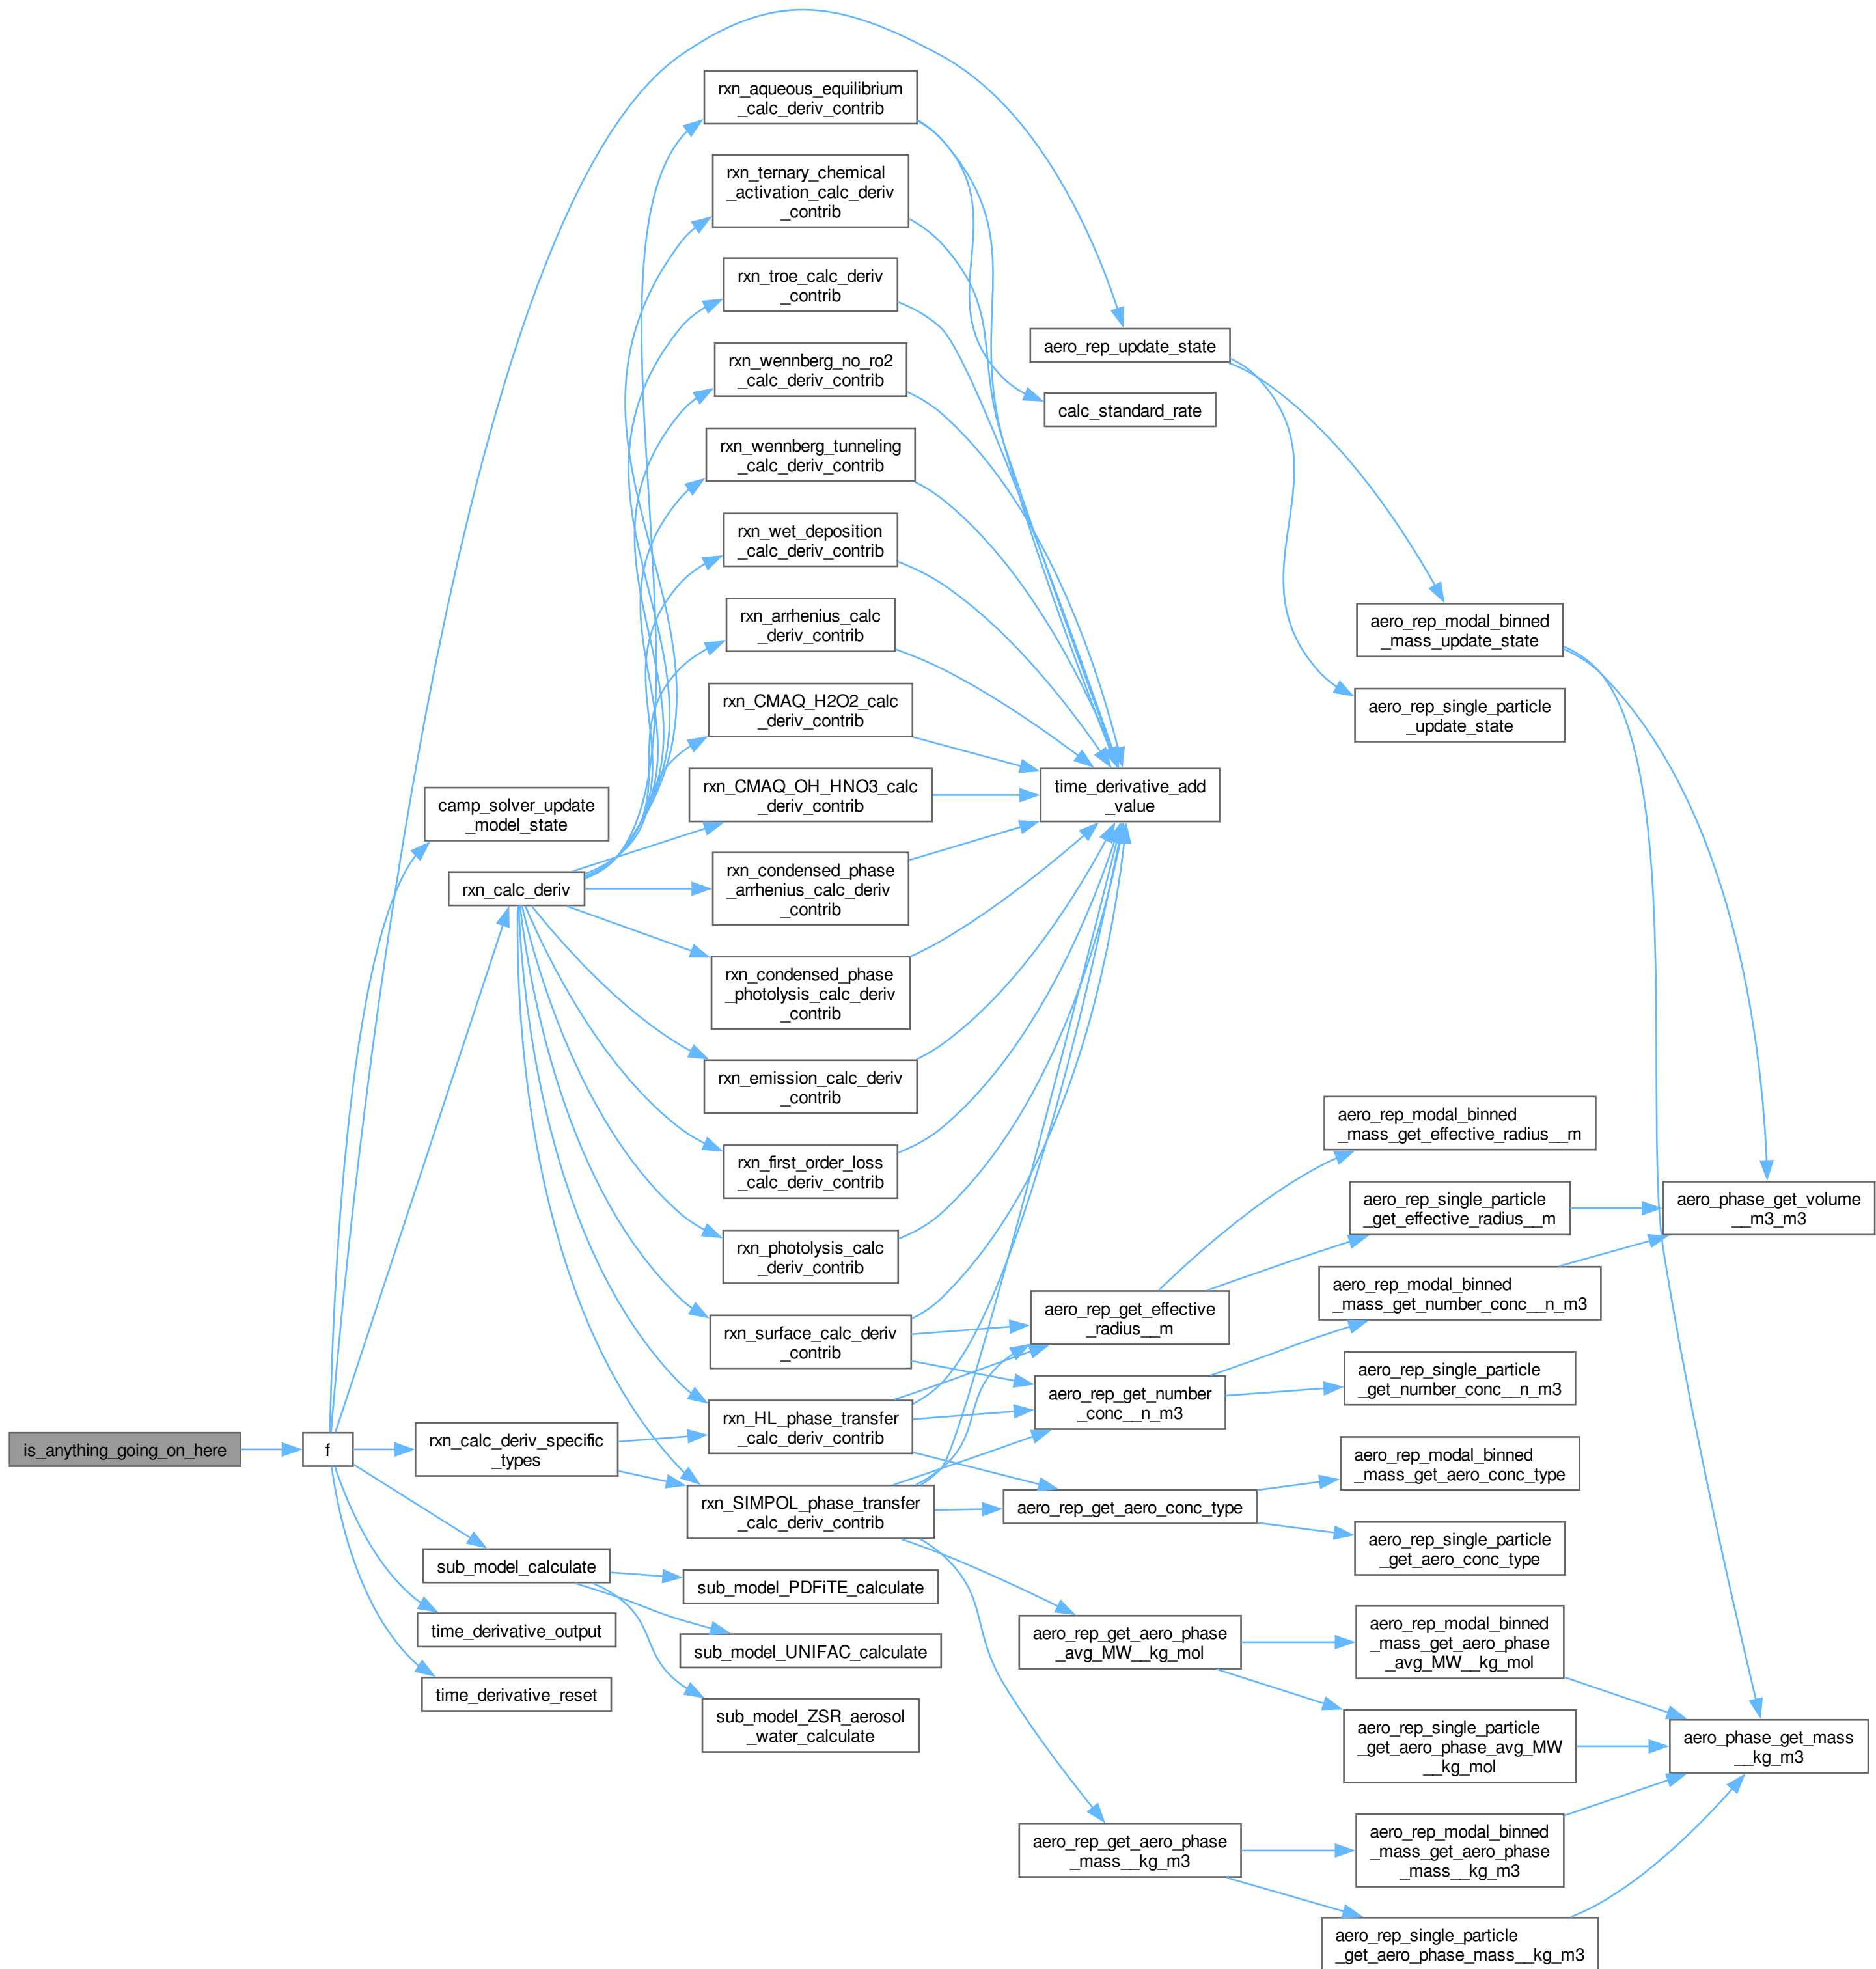 is_anything_going_on_here
f
camp_solver_update
_model_state
rxn_calc_deriv
rxn_calc_deriv_specific
_types
sub_model_calculate
time_derivative_output
time_derivative_reset
rxn_aqueous_equilibrium
_calc_deriv_contrib
rxn_ternary_chemical
_activation_calc_deriv
_contrib
rxn_troe_calc_deriv
_contrib
rxn_wennberg_no_ro2
_calc_deriv_contrib
rxn_wennberg_tunneling
_calc_deriv_contrib
rxn_wet_deposition
_calc_deriv_contrib
rxn_arrhenius_calc
_deriv_contrib
rxn_CMAQ_H2O2_calc
_deriv_contrib
rxn_CMAQ_OH_HNO3_calc
_deriv_contrib
rxn_condensed_phase
_arrhenius_calc_deriv
_contrib
rxn_condensed_phase
_photolysis_calc_deriv
_contrib
rxn_emission_calc_deriv
_contrib
rxn_first_order_loss
_calc_deriv_contrib
rxn_photolysis_calc
_deriv_contrib
rxn_surface_calc_deriv
_contrib
rxn_HL_phase_transfer
_calc_deriv_contrib
rxn_SIMPOL_phase_transfer
_calc_deriv_contrib
sub_model_PDFiTE_calculate
sub_model_UNIFAC_calculate
sub_model_ZSR_aerosol
_water_calculate
aero_rep_update_state
calc_standard_rate
time_derivative_add
_value
aero_rep_get_effective
_radius__m
aero_rep_get_number
_conc__n_m3
aero_rep_get_aero_conc_type
aero_rep_get_aero_phase
_avg_MW__kg_mol
aero_rep_get_aero_phase
_mass__kg_m3
aero_rep_modal_binned
_mass_update_state
aero_rep_single_particle
_update_state
aero_rep_modal_binned
_mass_get_effective_radius__m
aero_rep_single_particle
_get_effective_radius__m
aero_rep_modal_binned
_mass_get_number_conc__n_m3
aero_rep_single_particle
_get_number_conc__n_m3
aero_rep_modal_binned
_mass_get_aero_conc_type
aero_rep_single_particle
_get_aero_conc_type
aero_rep_modal_binned
_mass_get_aero_phase
_avg_MW__kg_mol
aero_rep_single_particle
_get_aero_phase_avg_MW
__kg_mol
aero_rep_modal_binned
_mass_get_aero_phase
_mass__kg_m3
aero_rep_single_particle
_get_aero_phase_mass__kg_m3
aero_phase_get_volume
__m3_m3
aero_phase_get_mass
__kg_m3